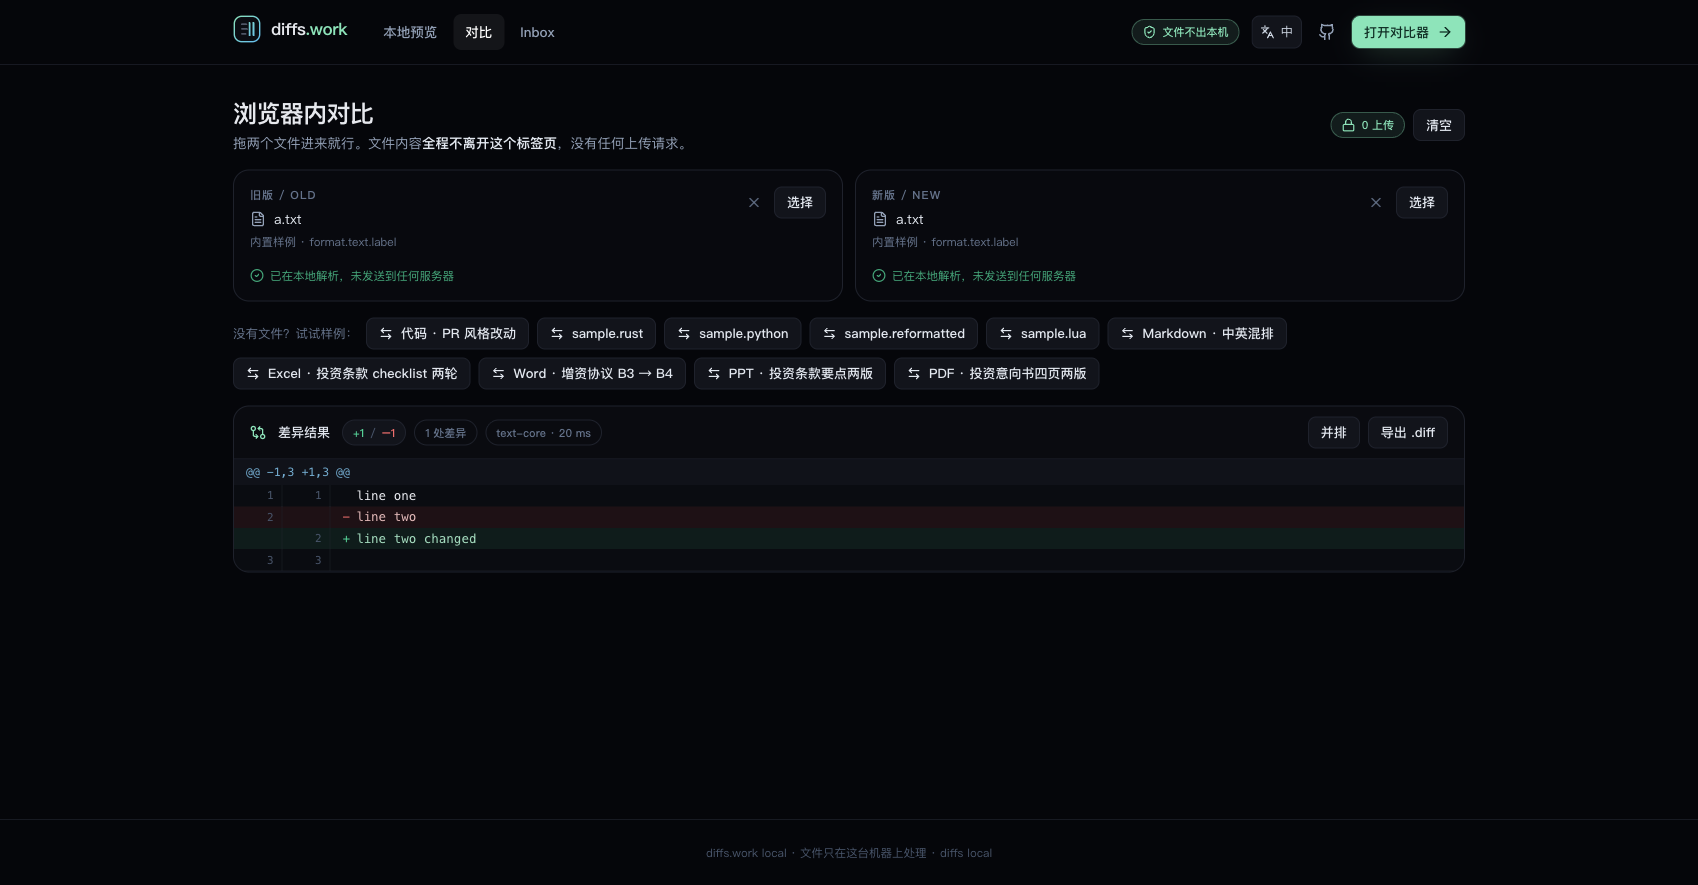 diffs.work 本地预览 对比 Inbox 文件不出本机 中 打开对比器 →
浏览器内对比
拖两个文件进来就行。文件内容全程不离开这个标签页，没有任何上传请求。
0 上传 清空
旧版 / OLD
a.txt
内置样例 · format.text.label
已在本地解析，未发送到任何服务器
选择
新版 / NEW
a.txt
内置样例 · format.text.label
已在本地解析，未发送到任何服务器
选择
没有文件？试试样例： 代码 · PR 风格改动 sample.rust sample.python sample.reformatted sample.lua Markdown · 中英混排
Excel · 投资条款 checklist 两轮 Word · 增资协议 B3 → B4 PPT · 投资条款要点两版 PDF · 投资意向书四页两版
差异结果 +1 / −1 1 处差异 text-core · 20 ms 并排 导出 .diff
@@ -1,3 +1,3 @@
1 1 line one
2 − line two
2 + line two changed
3 3
diffs.work local · 文件只在这台机器上处理 · diffs local